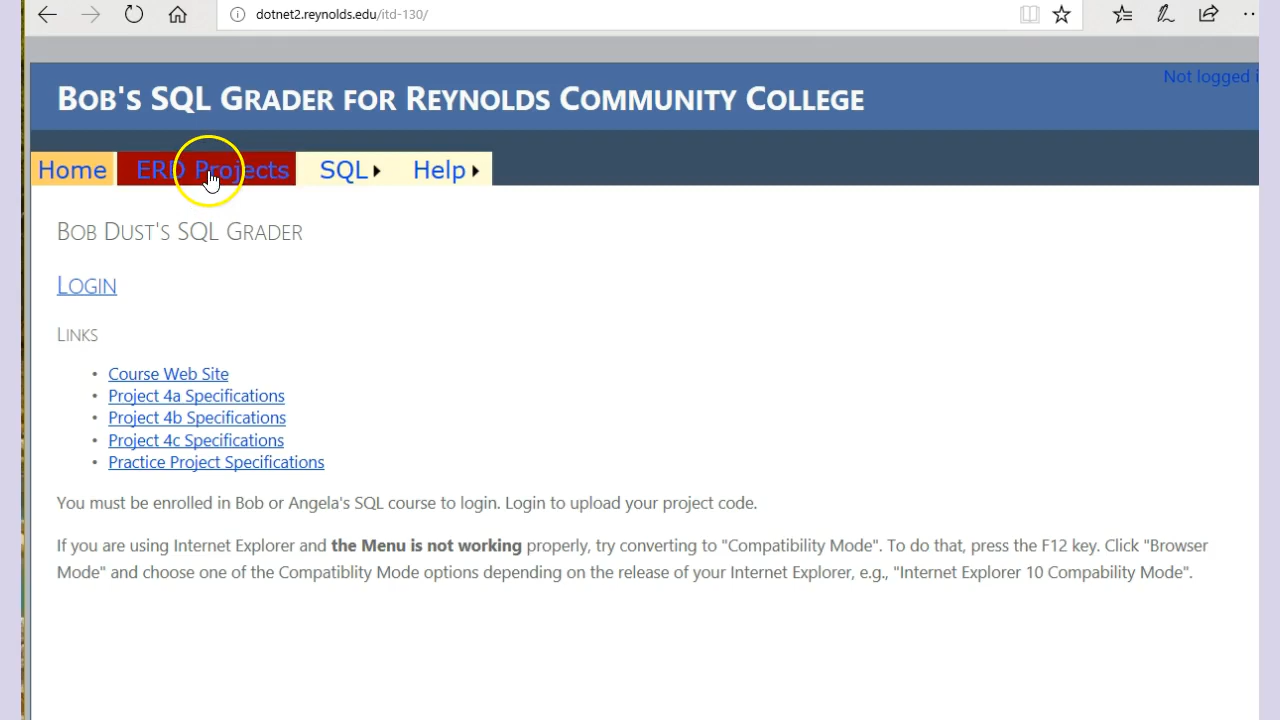 dotnet2.reynolds.edu/itd-130/
Not logged i
Bob's SQL Grader for Reynolds Community College
Home ERD Projects SQL Help
Bob Dust's SQL Grader
Login
Links
• Course Web Site
• Project 4a Specifications
• Project 4b Specifications
• Project 4c Specifications
• Practice Project Specifications
You must be enrolled in Bob or Angela's SQL course to login. Login to upload your project code.
If you are using Internet Explorer and the Menu is not working properly, try converting to "Compatibility Mode". To do that, press the F12 key. Click "Browser
Mode" and choose one of the Compatiblity Mode options depending on the release of your Internet Explorer, e.g., "Internet Explorer 10 Compability Mode".